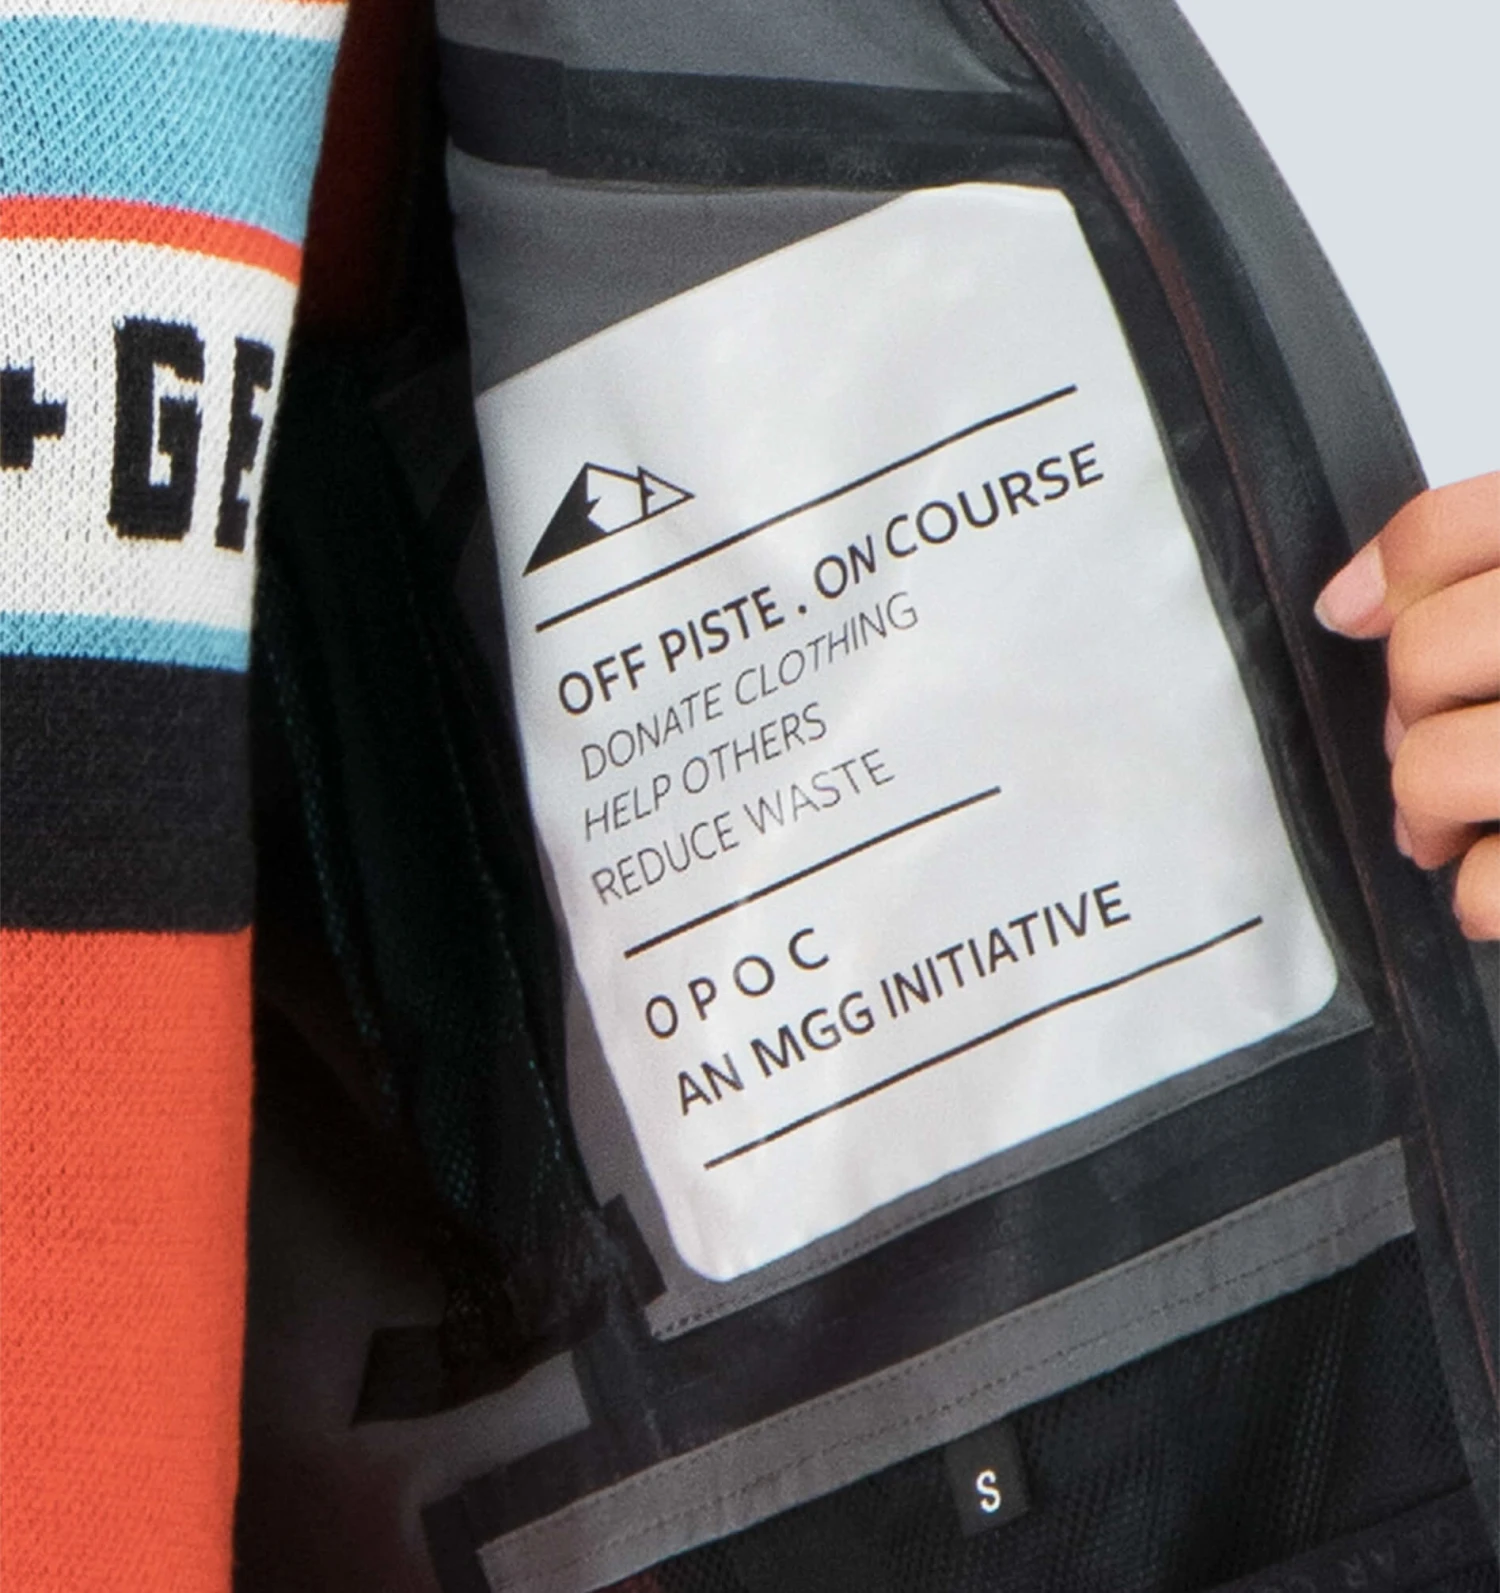 + GE
OFF PISTE . ON COURSE
DONATE CLOTHING
HELP OTHERS
REDUCE WASTE
O P O C
AN MGG INITIATIVE
S